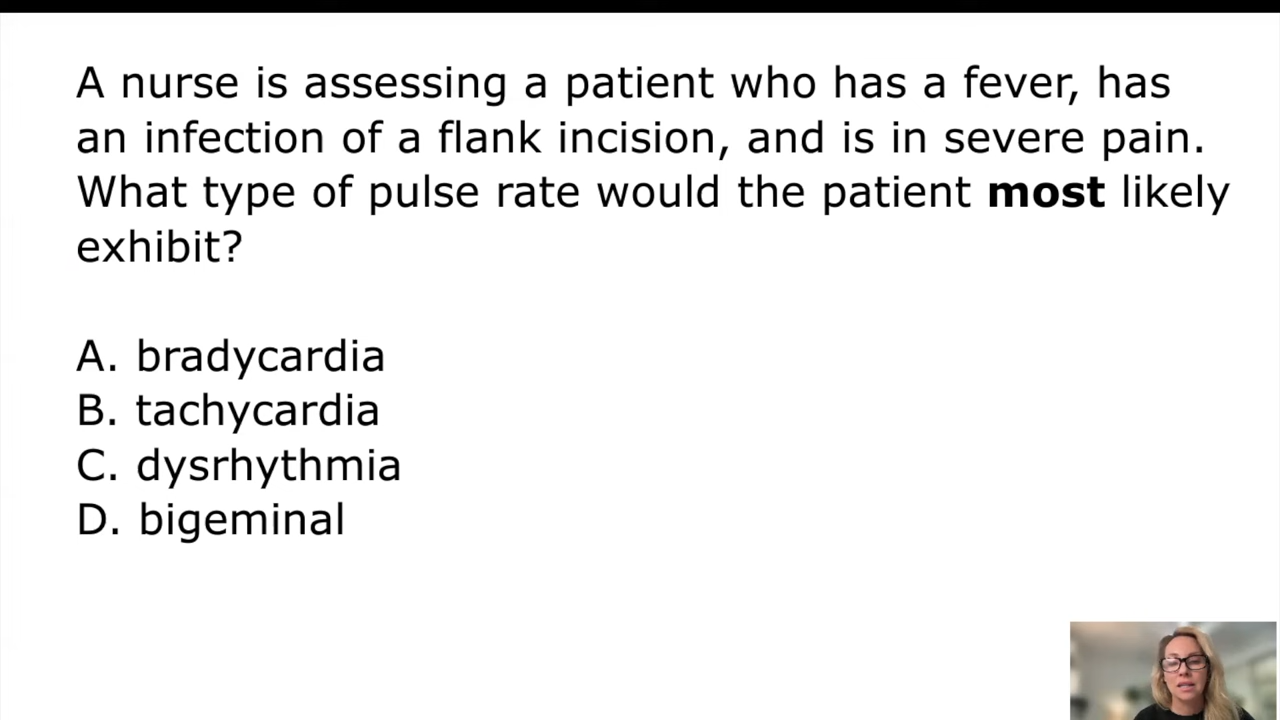 A nurse is assessing a patient who has a fever, has
an infection of a flank incision, and is in severe pain.
What type of pulse rate would the patient most likely
exhibit?
A. bradycardia
B. tachycardia
C. dysrhythmia
D. bigeminal